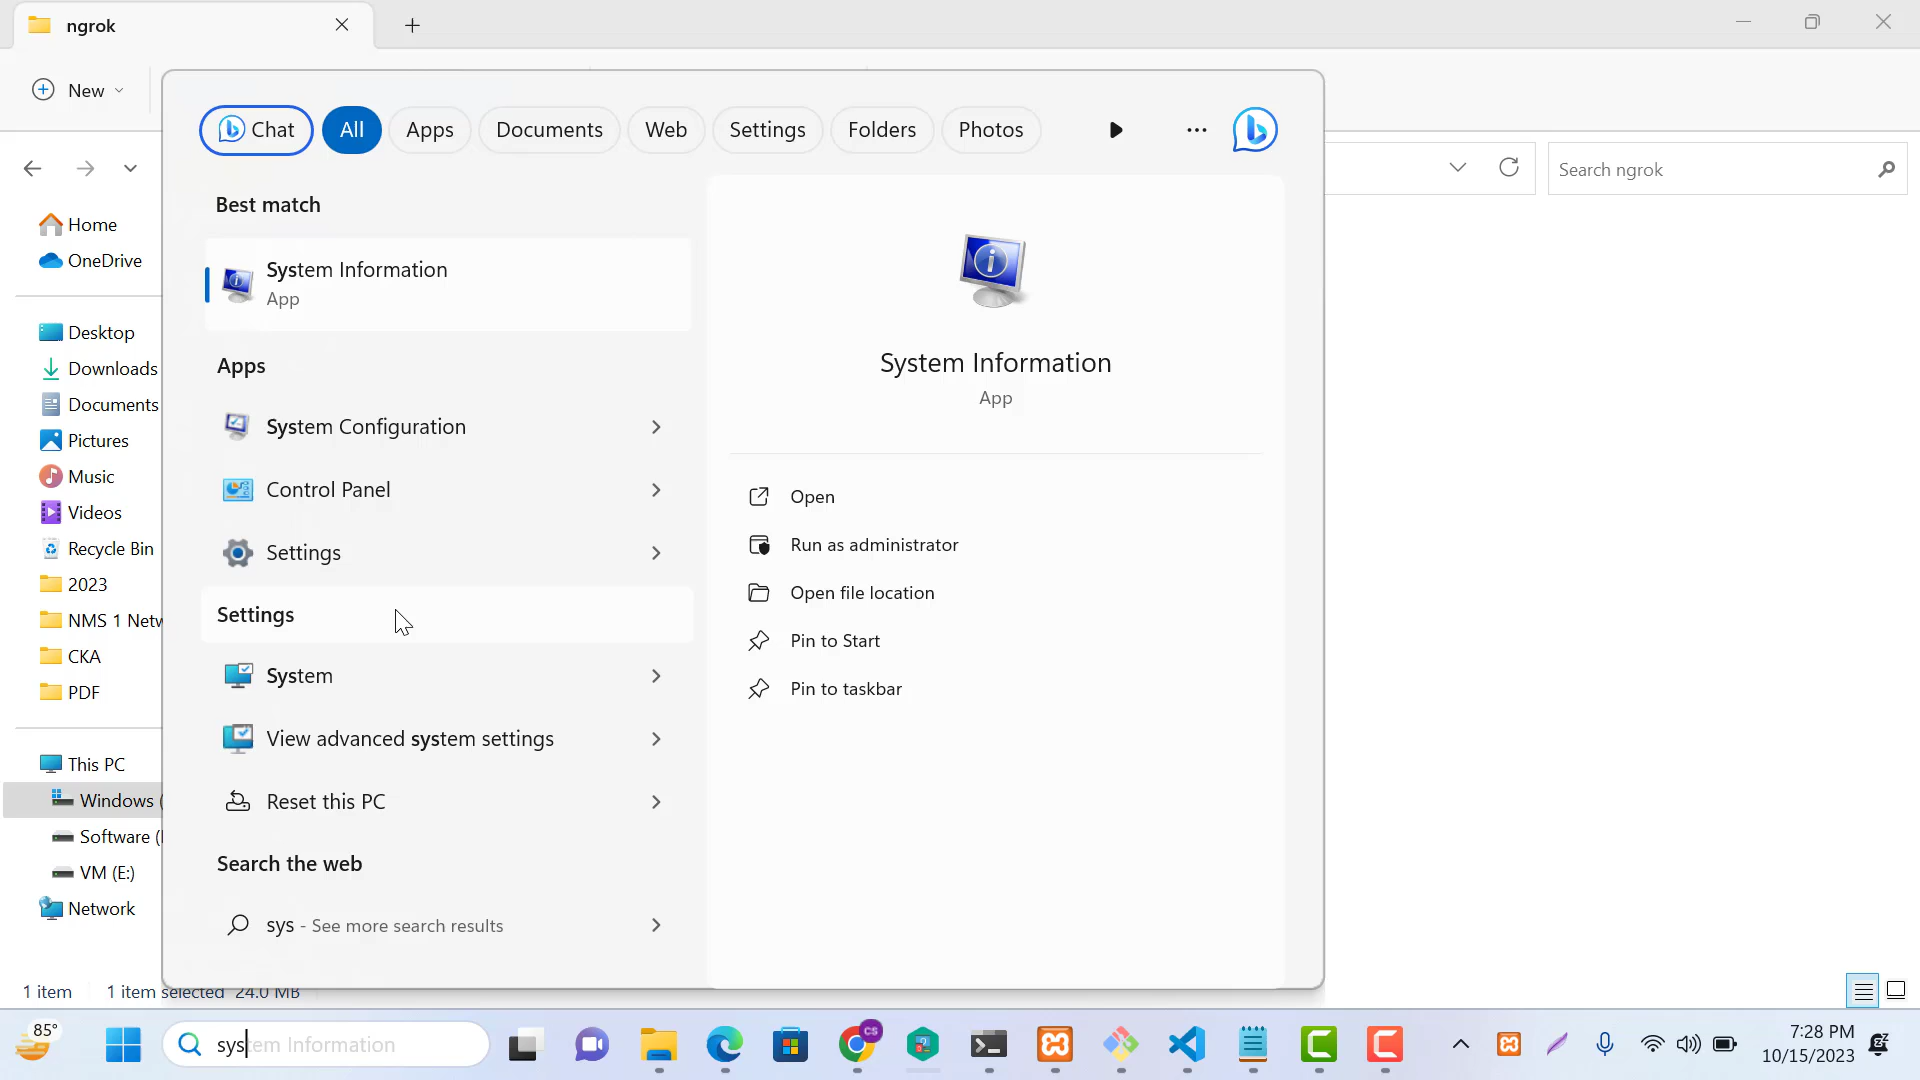 ngrok
New
Chat
All
Apps
Documents
Web
Settings
Folders
Photos
Search ngrok
Home
OneDrive
Desktop
Downloads
Documents
Pictures
Music
Videos
Recycle Bin
2023
NMS 1 Netw
CKA
PDF
This PC
Windows (
Software (
VM (E:)
Network
Best match
System Information
App
Apps
System Configuration
Control Panel
Settings
Settings
System
View advanced system settings
Reset this PC
Search the web
sys - See more search results
System Information
App
Open
Run as administrator
Open file location
Pin to Start
Pin to taskbar
1 item
1 item selected 24.0 MB
85°
system Information
CS
7:28 PM
10/15/2023